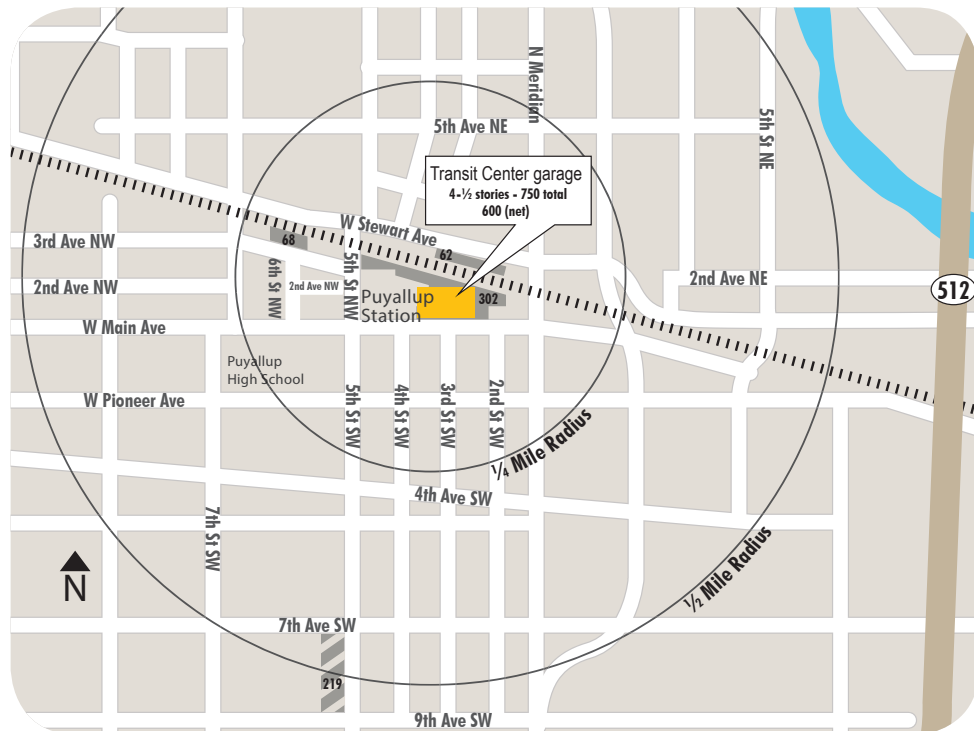 N Meridian
5th Ave NE
5th St NE
Transit Center garage
4-½ stories - 750 total
600 (net)
W Stewart Ave
3rd Ave NW
68
62
6th St NW
5th St NW
2nd Ave NE
2nd Ave NW
2nd Ave NW
Puyallup
Station
302
512
W Main Ave
Puyallup
High School
W Pioneer Ave
5th St SW
4th St SW
3rd St SW
2nd St SW
¼ Mile Radius
4th Ave SW
7th St SW
½ Mile Radius
N
7th Ave SW
219
9th Ave SW